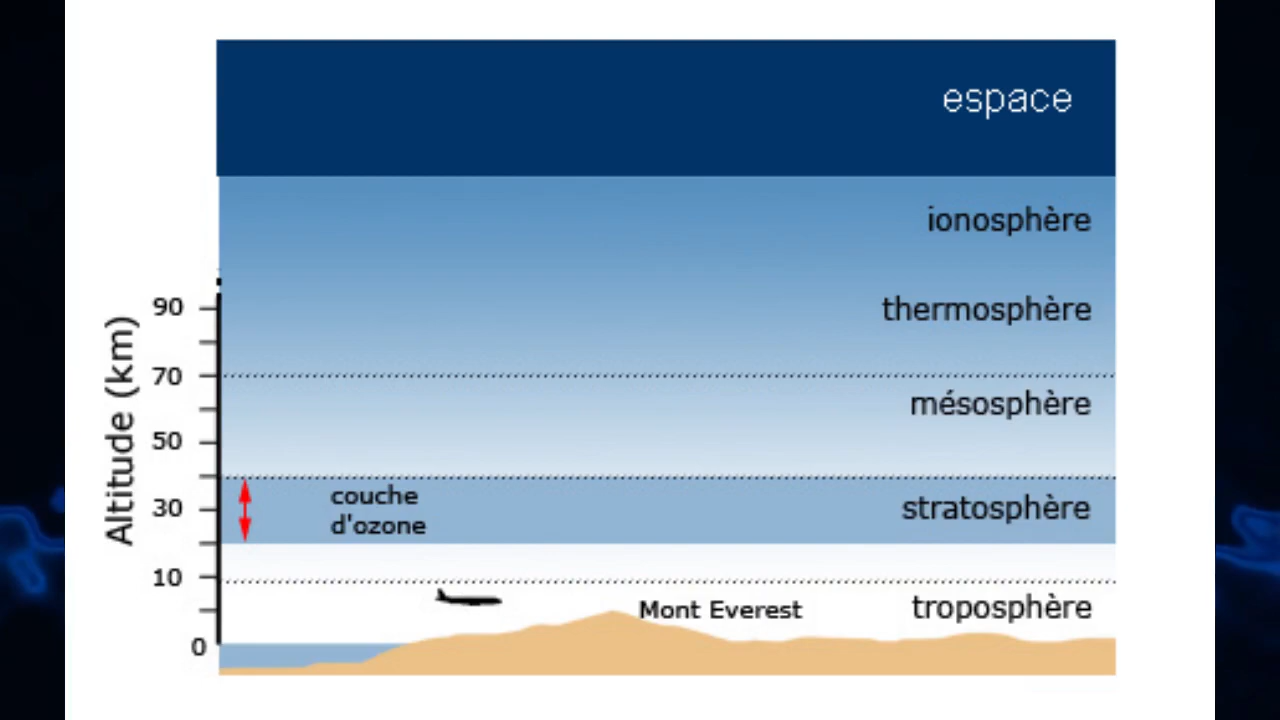 espace
ionosphère
90
thermosphère
70
mésosphère
50
couche
d'ozone
30
stratosphère
10
Mont Everest
troposphère
0
Altitude (km)